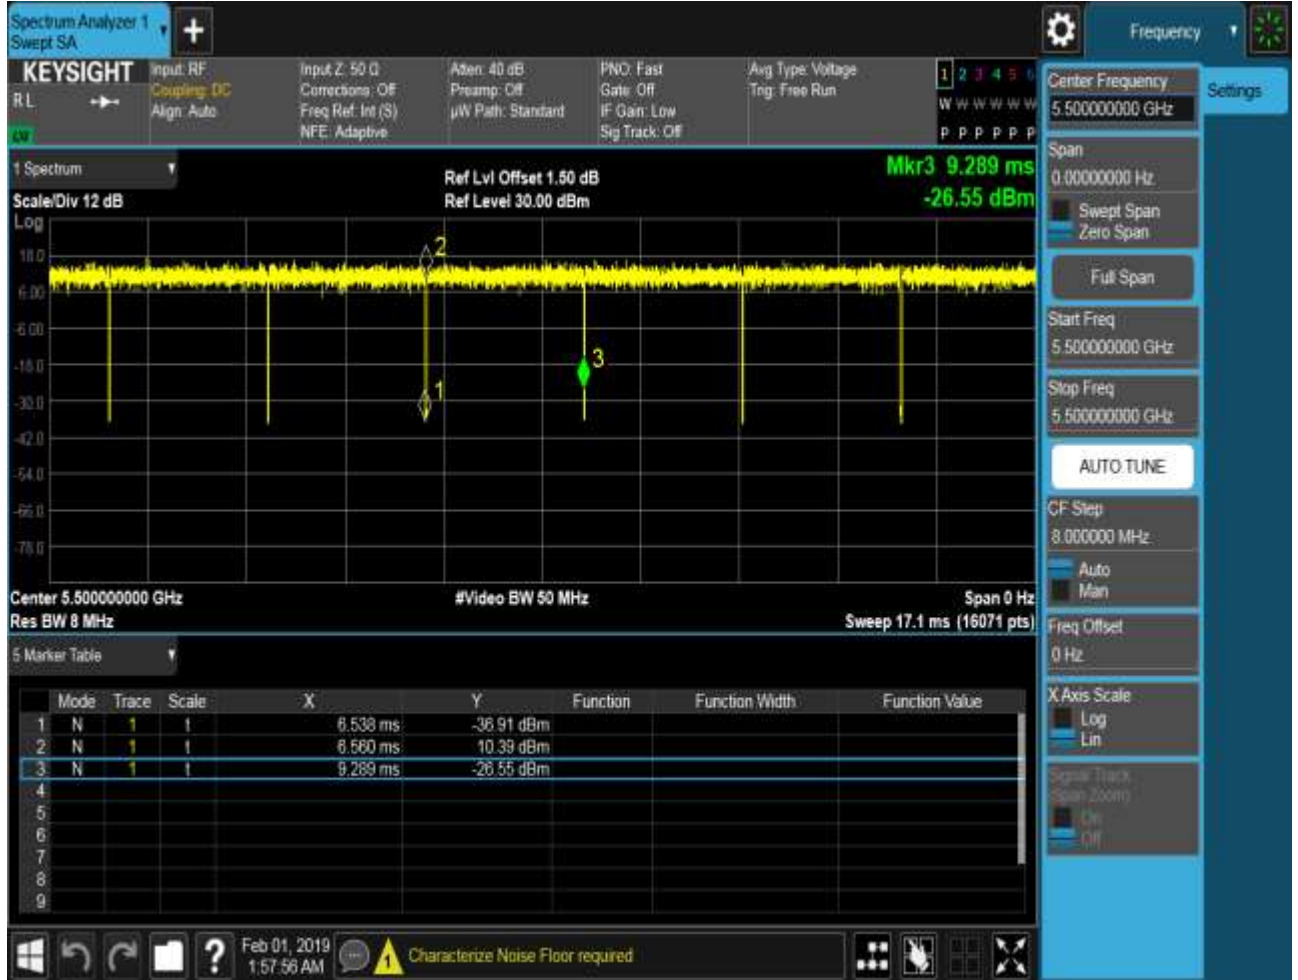 Spectrum Analyzer 1
Swept SA
Frequency
KEYSIGHT
RL
Input: RF
Coupling: DC
Align: Auto
Input Z: 50 Ω
Corrections: Off
Freq Ref: Int (S)
NFE: Adaptive
Atten: 40 dB
Preamp: Off
µW Path: Standard
PNO: Fast
Gate: Off
IF Gain: Low
Sig Track: Off
Avg Type: Voltage
Trig: Free Run
1 2 3 4 5 6
W W W W W W
P P P P P P
Center Frequency
5.500000000 GHz
Settings
1 Spectrum
Scale/Div 12 dB
Ref Lvl Offset 1.50 dB
Ref Level 30.00 dBm
Mkr3 9.289 ms
-26.55 dBm
Log
18.0
6.00
-6.00
-18.0
-30.0
-42.0
-54.0
-66.0
-78.0
2
1
3
Center 5.500000000 GHz
#Video BW 50 MHz
Span 0 Hz
Res BW 8 MHz
Sweep 17.1 ms (16071 pts)
Span
0.00000000 Hz
Swept Span
Zero Span
Full Span
Start Freq
5.500000000 GHz
Stop Freq
5.500000000 GHz
AUTO TUNE
CF Step
8.000000 MHz
Auto
Man
Freq Offset
0 Hz
X Axis Scale
Log
Lin
Signal Track
(Span Zoom)
On
Off
5 Marker Table
Mode Trace Scale X Y Function Function Width Function Value
1 N 1 t 6.538 ms -36.91 dBm
2 N 1 t 6.560 ms 10.39 dBm
3 N 1 t 9.289 ms -26.55 dBm
4
5
6
7
8
9
?
Feb 01, 2019
1:57:56 AM
1
Characterize Noise Floor required